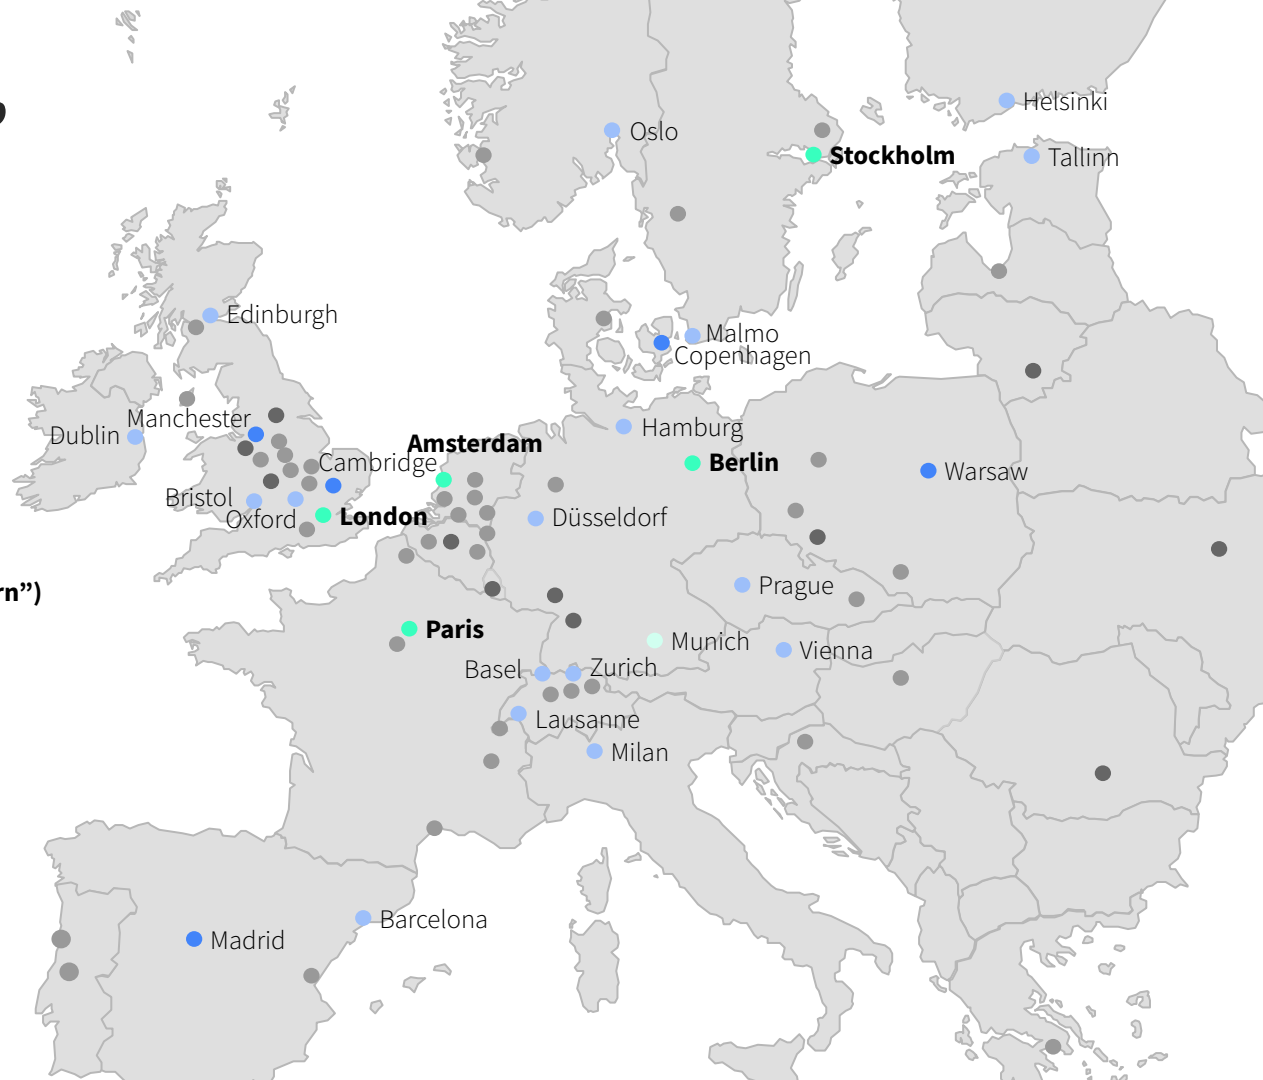 Helsinki
Oslo
Stockholm
Tallinn
Edinburgh
Malmo
Copenhagen
Manchester
Dublin
Hamburg
Amsterdam
Cambridge
Berlin
Warsaw
Bristol
Oxford
London
Düsseldorf
rn”)
Prague
Paris
Munich
Vienna
Basel
Zurich
Lausanne
Milan
Barcelona
Madrid